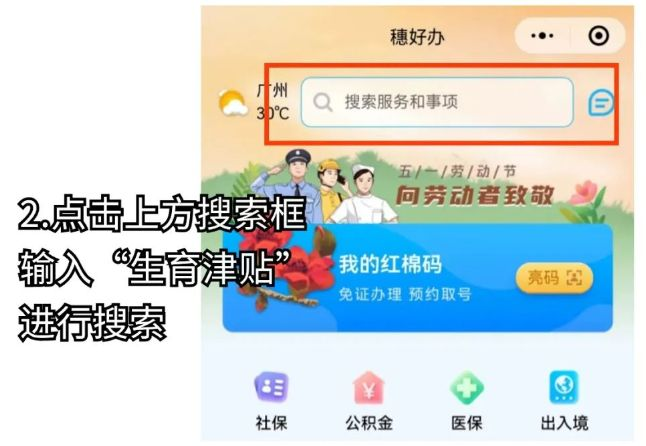 穗好办
广州
30℃
搜索服务和事项
五/一/劳/动/节
向劳动者致敬
2.点击上方搜索框
输入“生育津贴”
进行搜索
我的红棉码
免证办理 预约取号
亮码
社保
公积金
医保
出入境